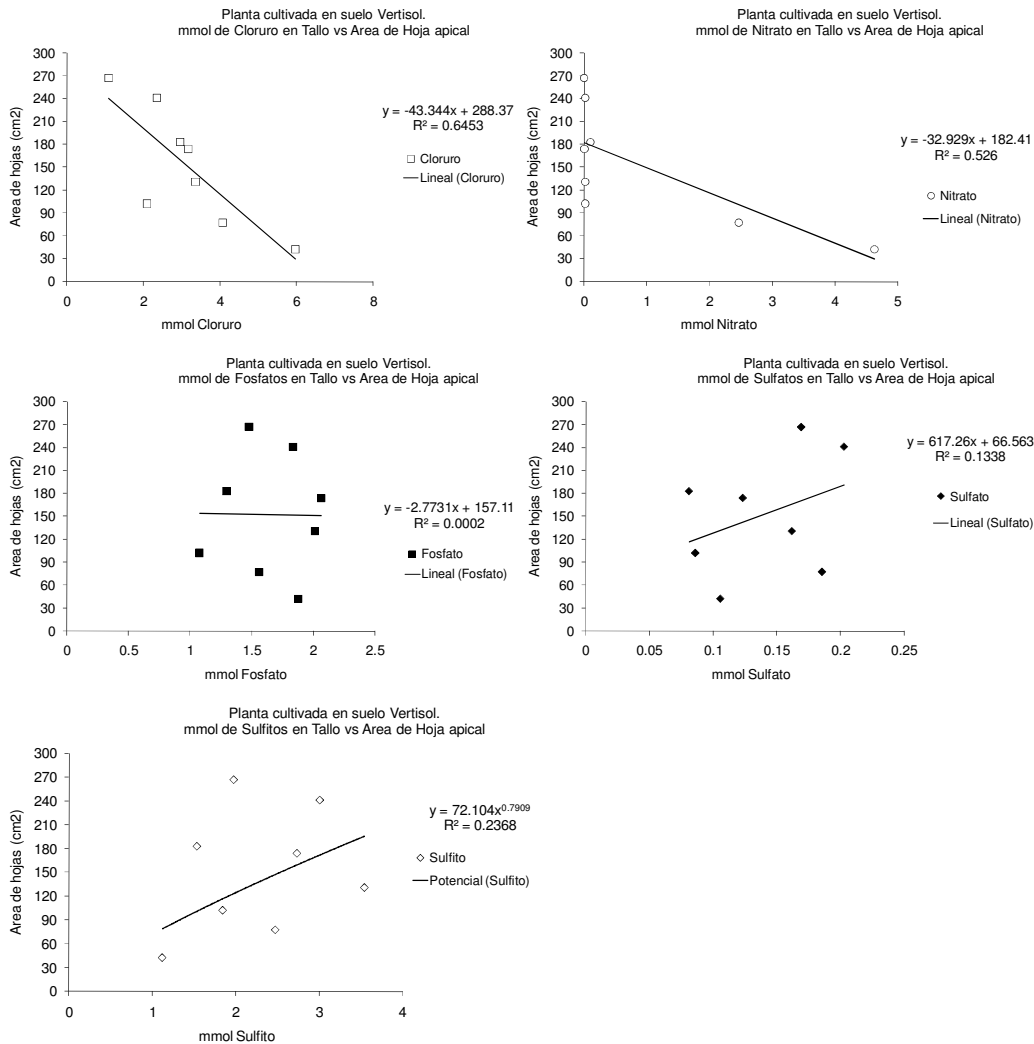 Planta cultivada en suelo Vertisol.
mmol de Cloruro en Tallo vs Area de Hoja apical
300
270
240
210
180
150
120
90
60
30
0
Area de hojas (cm2)
y = -43.344x + 288.37
R² = 0.6453
Cloruro
Lineal (Cloruro)
0 2 4 6 8
mmol Cloruro
Planta cultivada en suelo Vertisol.
mmol de Nitrato en Tallo vs Area de Hoja apical
300
270
240
210
180
150
120
90
60
30
0
Area de hojas (cm2)
y = -32.929x + 182.41
R² = 0.526
Nitrato
Lineal (Nitrato)
0 1 2 3 4 5
mmol Nitrato
Planta cultivada en suelo Vertisol.
mmol de Fosfatos en Tallo vs Area de Hoja apical
300
270
240
210
180
150
120
90
60
30
0
Area de hojas (cm2)
y = -2.7731x + 157.11
R² = 0.0002
Fosfato
Lineal (Fosfato)
0 0.5 1 1.5 2 2.5
mmol Fosfato
Planta cultivada en suelo Vertisol.
mmol de Sulfatos en Tallo vs Area de Hoja apical
300
270
240
210
180
150
120
90
60
30
0
Area de hojas (cm2)
y = 617.26x + 66.563
R² = 0.1338
Sulfato
Lineal (Sulfato)
0 0.05 0.1 0.15 0.2 0.25
mmol Sulfato
Planta cultivada en suelo Vertisol.
mmol de Sulfitos en Tallo vs Area de Hoja apical
300
270
240
210
180
150
120
90
60
30
0
Area de hojas (cm2)
y = 72.104x^0.7909
R² = 0.2368
Sulfito
Potencial (Sulfito)
0 1 2 3 4
mmol Sulfito